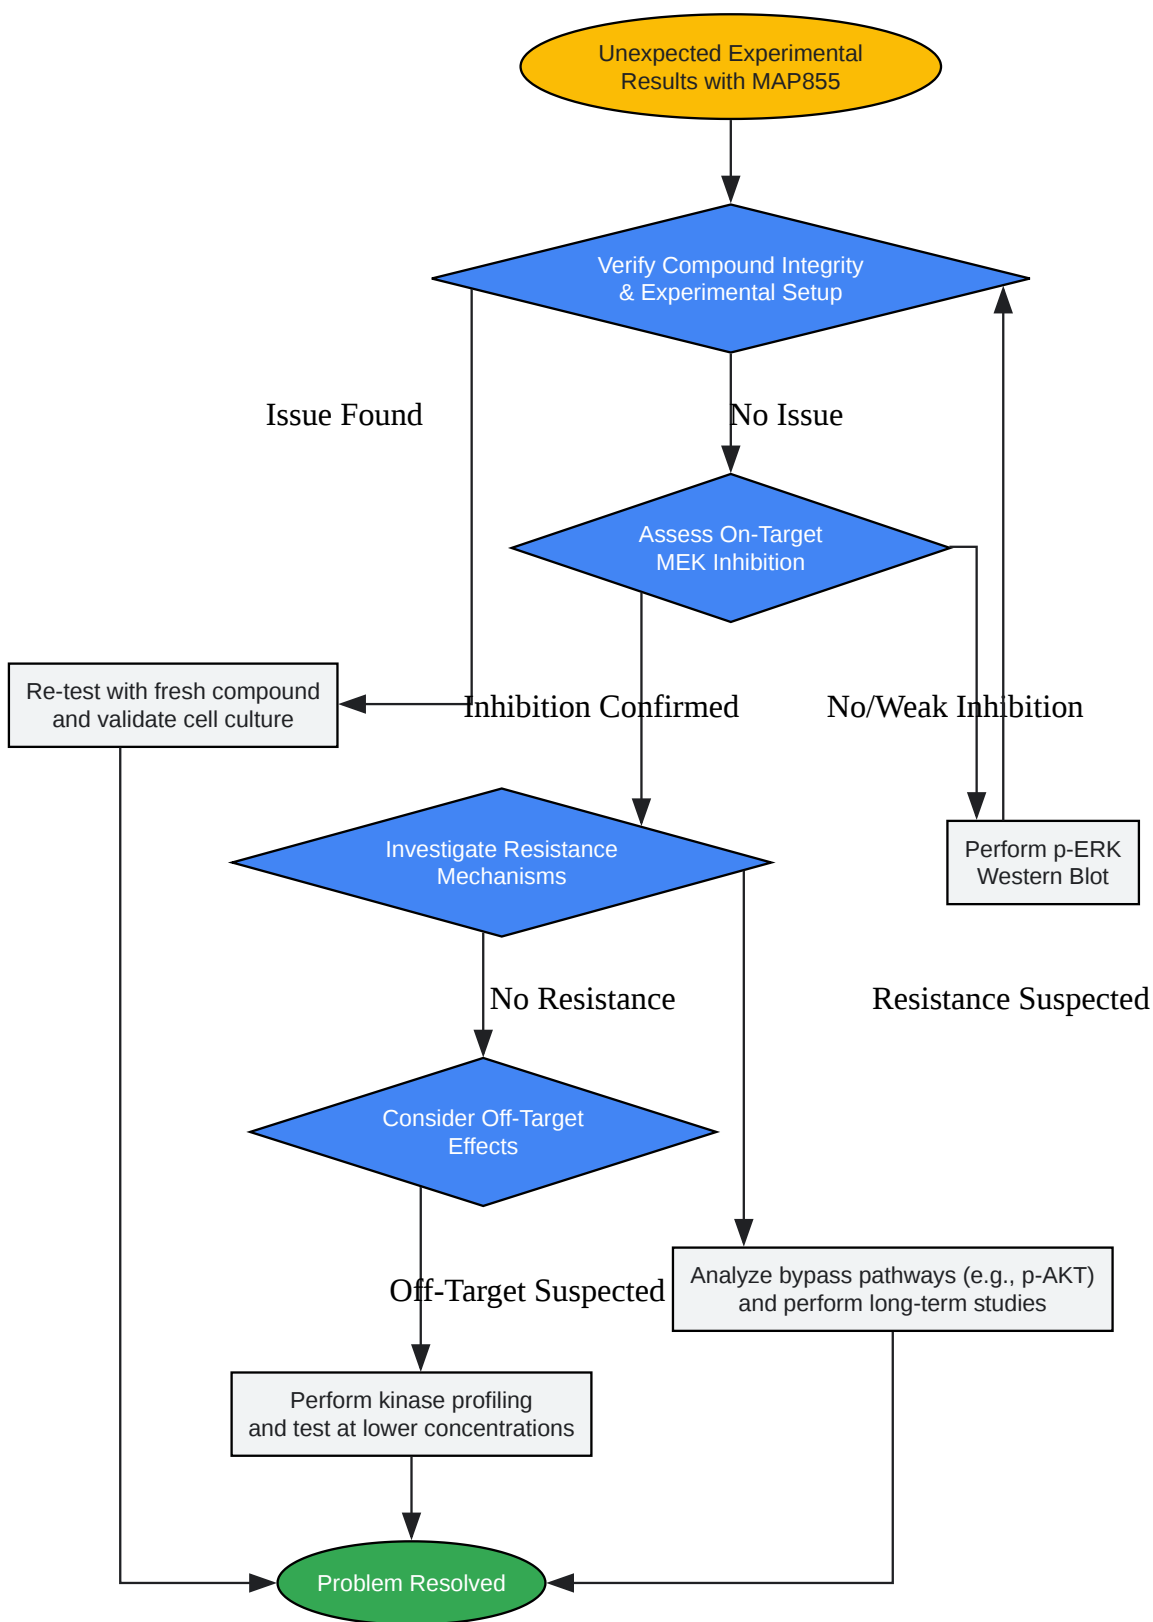 Unexpected Experimental
Results with MAP855
Verify Compound Integrity
& Experimental Setup
Issue Found
No Issue
Assess On-Target
MEK Inhibition
Re-test with fresh compound
and validate cell culture
Inhibition Confirmed
No/Weak Inhibition
Investigate Resistance
Mechanisms
Perform p-ERK
Western Blot
No Resistance
Resistance Suspected
Consider Off-Target
Effects
Off-Target Suspected
Analyze bypass pathways (e.g., p-AKT)
and perform long-term studies
Perform kinase profiling
and test at lower concentrations
Problem Resolved